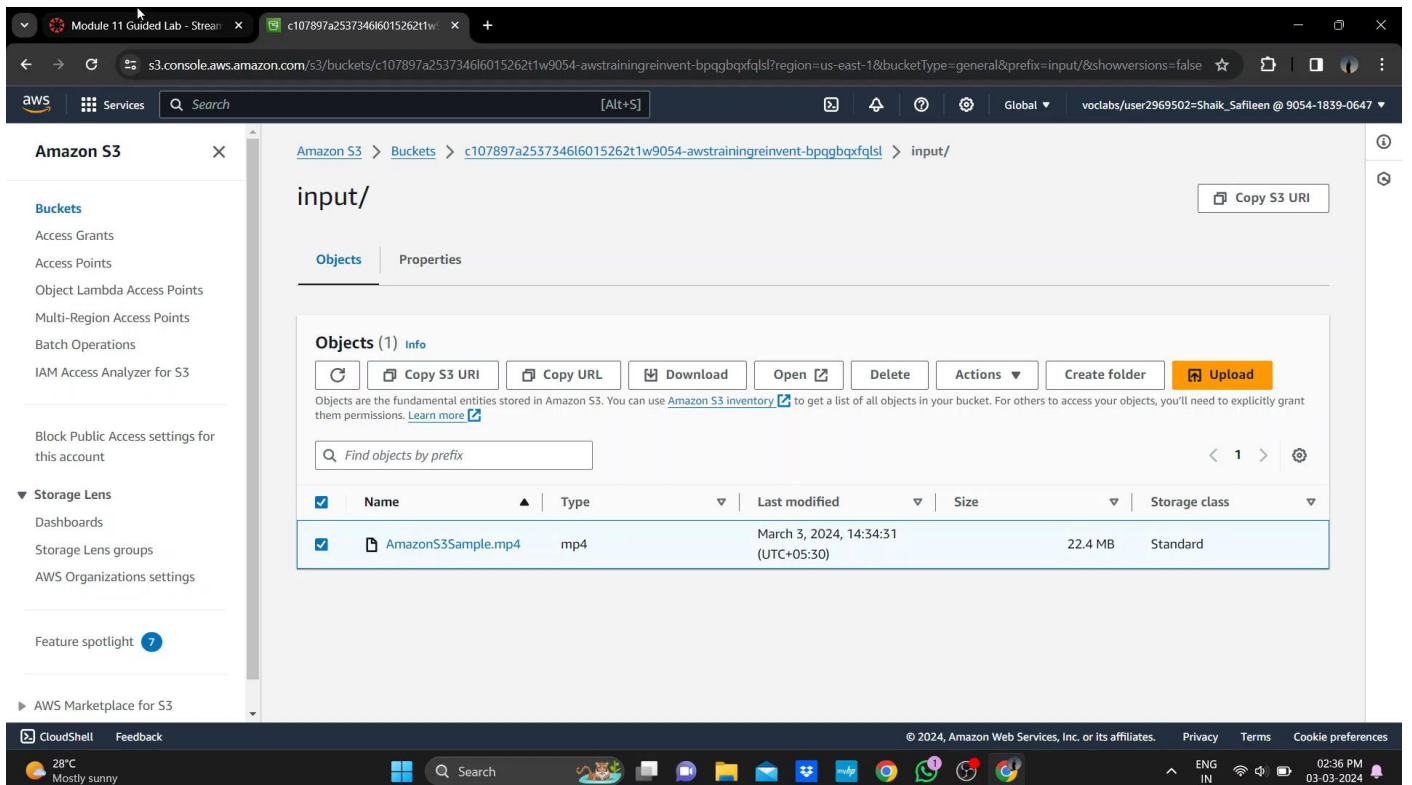 Module 11 Guided Lab - Stream
c107897a2537346l6015262t1w9
s3.console.aws.amazon.com/s3/buckets/c107897a2537346l6015262t1w9054-awstrainingreinvent-bpqgbqxfqlsl?region=us-east-1&bucketType=general&prefix=input/&showversions=false
aws Services Search [Alt+S] Global voclabs/user2969502=Shaik_Safileen @ 9054-1839-0647
Amazon S3
Buckets
Access Grants
Access Points
Object Lambda Access Points
Multi-Region Access Points
Batch Operations
IAM Access Analyzer for S3
Block Public Access settings for
this account
Storage Lens
Dashboards
Storage Lens groups
AWS Organizations settings
Feature spotlight 7
AWS Marketplace for S3
Amazon S3 > Buckets > c107897a2537346l6015262t1w9054-awstrainingreinvent-bpqgbqxfqlsl > input/
input/
Copy S3 URI
Objects Properties
Objects (1) Info
Copy S3 URI Copy URL Download Open Delete Actions Create folder Upload
Objects are the fundamental entities stored in Amazon S3. You can use Amazon S3 inventory to get a list of all objects in your bucket. For others to access your objects, you'll need to explicitly grant
them permissions. Learn more
Find objects by prefix
1
Name Type Last modified Size Storage class
AmazonS3Sample.mp4 mp4 March 3, 2024, 14:34:31 22.4 MB Standard
(UTC+05:30)
CloudShell Feedback © 2024, Amazon Web Services, Inc. or its affiliates. Privacy Terms Cookie preferences
28°C
Mostly sunny
Search
mvhp
1
ENG
IN
02:36 PM
03-03-2024